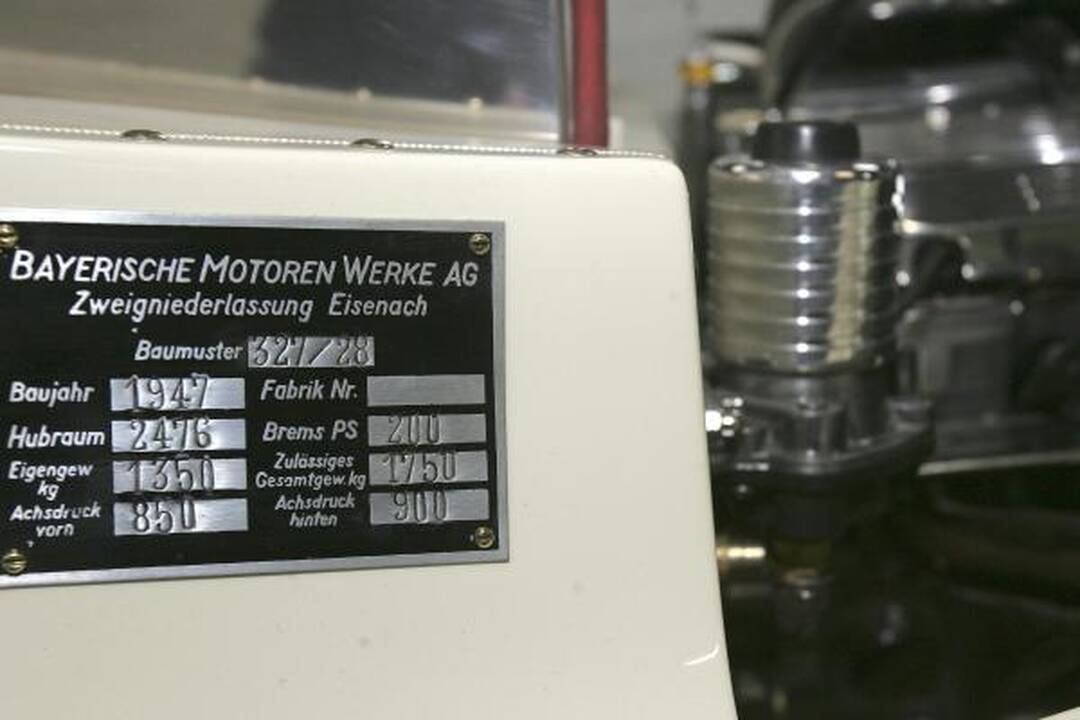 BAYERISCHE MOTOREN WERKE AG
Zweigniederlassung Eisenach
Baumuster 327/28
Baujahr 1947 Fabrik Nr.
Hubraum 2476 Brems PS 200
Eigengew kg 1350 Zulässiges Gesamtgew. kg 1750
Achsdruck vorn 850 Achsdruck hinten 900